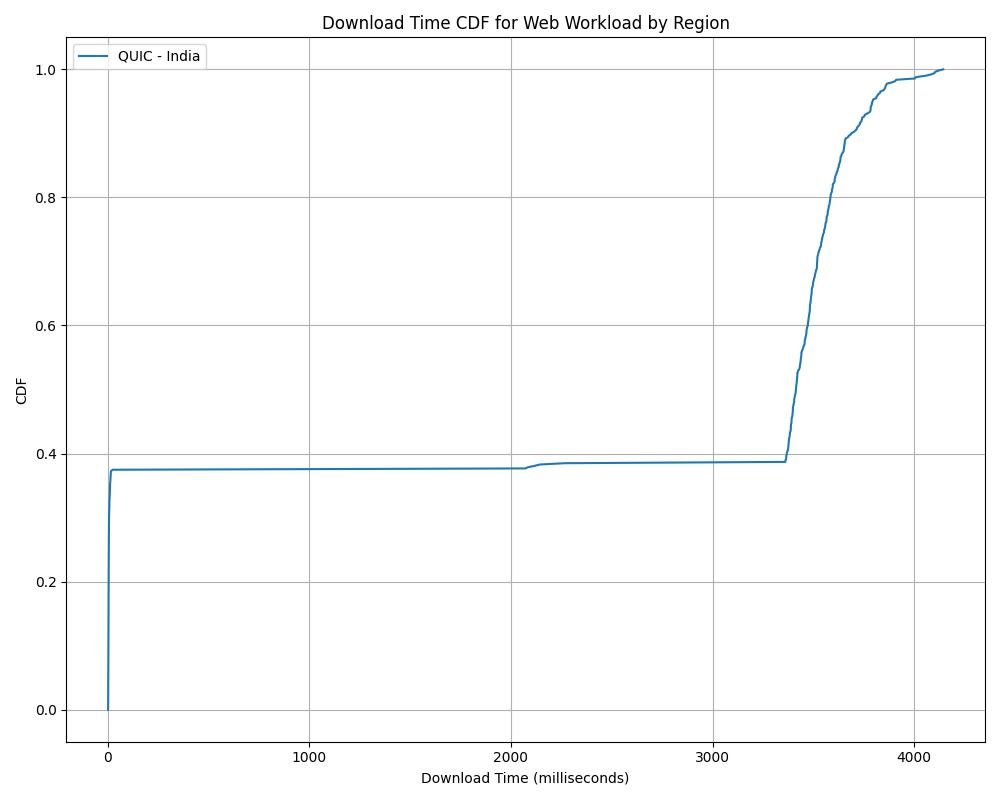 Download Time CDF for Web Workload by Region
QUIC - India
1.0
0.8
0.6
0.4
0.2
0.0
CDF
0 1000 2000 3000 4000
Download Time (milliseconds)